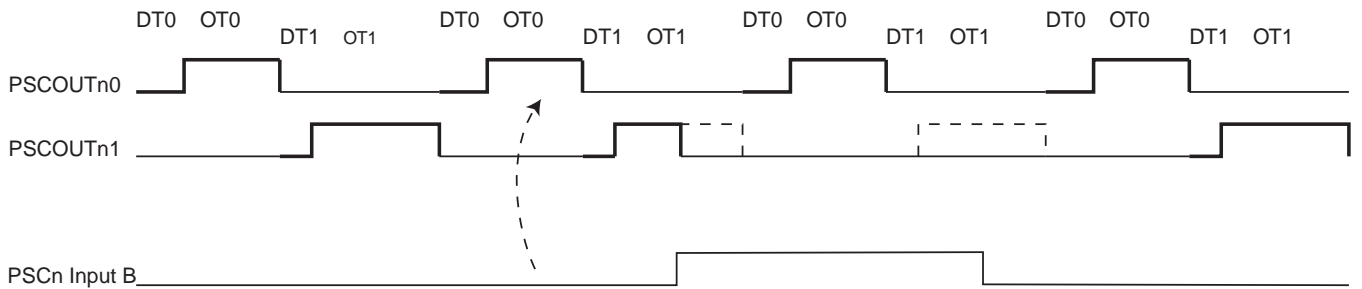 DT0 OT0 DT0 OT0 DT0 OT0 DT0 OT0
DT1 OT1 DT1 OT1 DT1 OT1 DT1 OT1
PSCOUTn0
PSCOUTn1
PSCn Input B